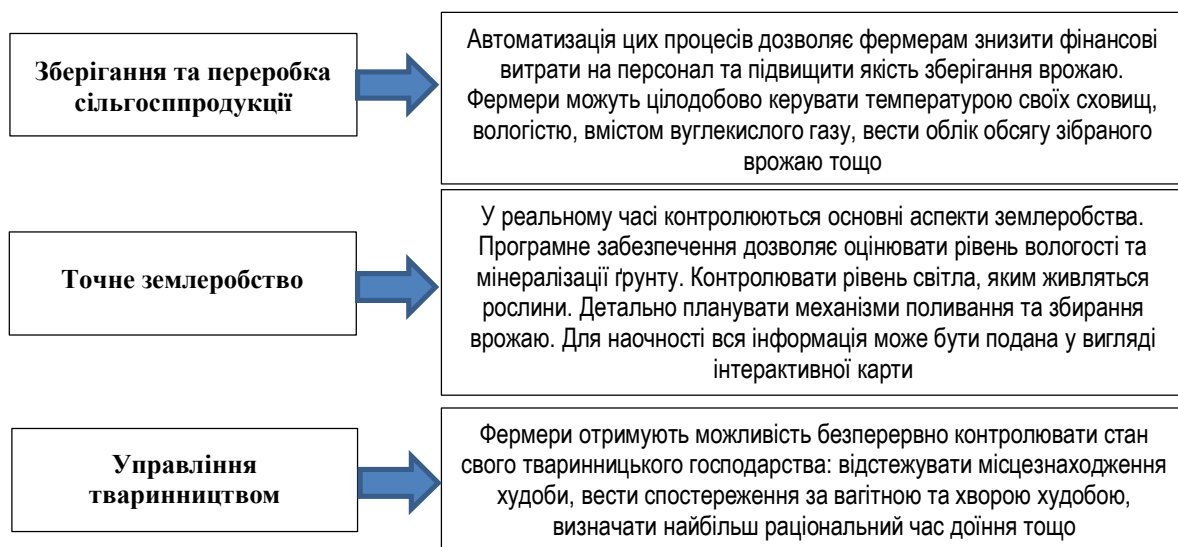 Зберігання та переробка
сільгосппродукції
Автоматизація цих процесів дозволяє фермерам знизити фінансові
витрати на персонал та підвищити якість зберігання врожаю.
Фермери можуть цілодобово керувати температурою своїх сховищ,
вологістю, вмістом вуглекислого газу, вести облік обсягу зібраного
врожаю тощо
Точне землеробство
У реальному часі контролюються основні аспекти землеробства.
Програмне забезпечення дозволяє оцінювати рівень вологості та
мінералізації ґрунту. Контролювати рівень світла, яким живляться
рослини. Детально планувати механізми поливання та збирання
врожаю. Для наочності вся інформація може бути подана у вигляді
інтерактивної карти
Управління
тваринництвом
Фермери отримують можливість безперервно контролювати стан
свого тваринницького господарства: відстежувати місцезнаходження
худоби, вести спостереження за вагітною та хворою худобою,
визначати найбільш раціональний час доїння тощо